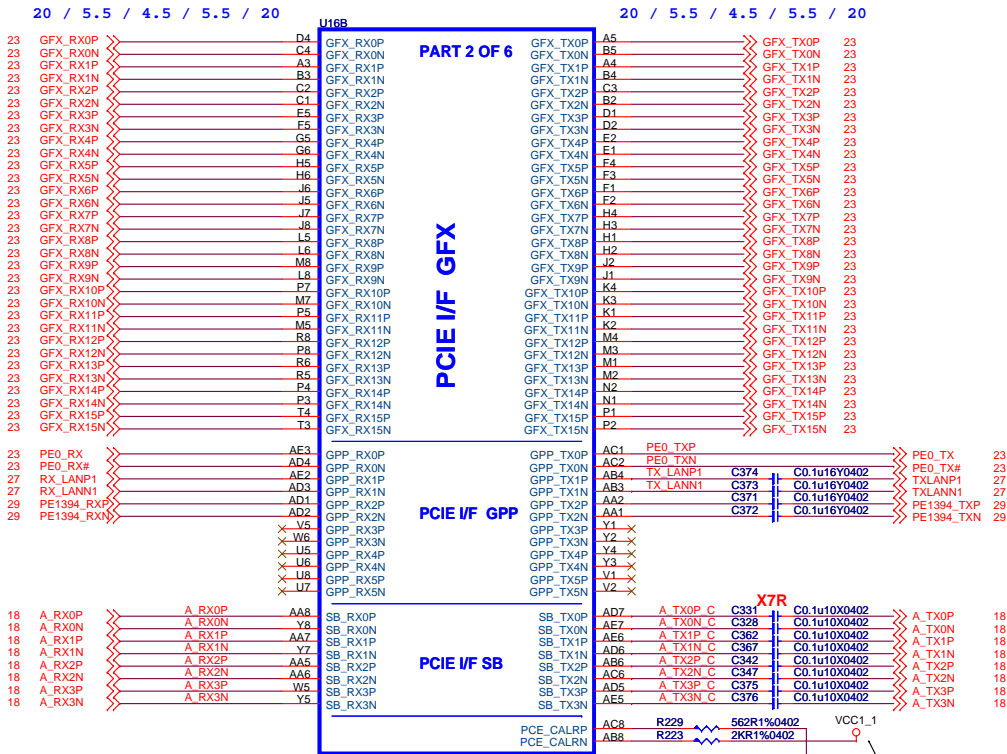 20 / 5.5 / 4.5 / 5.5 / 20 20 / 5.5 / 4.5 / 5.5 / 20
U16B
PART 2 OF 6
23 GFX_RX0P D4 GFX_RX0P GFX_TX0P A5 GFX_TX0P 23
23 GFX_RX0N C4 GFX_RX0N GFX_TX0N B5 GFX_TX0N 23
23 GFX_RX1P A3 GFX_RX1P GFX_TX1P A4 GFX_TX1P 23
23 GFX_RX1N B3 GFX_RX1N GFX_TX1N B4 GFX_TX1N 23
23 GFX_RX2P C2 GFX_RX2P GFX_TX2P C3 GFX_TX2P 23
23 GFX_RX2N C1 GFX_RX2N GFX_TX2N B2 GFX_TX2N 23
23 GFX_RX3P E5 GFX_RX3P GFX_TX3P D1 GFX_TX3P 23
23 GFX_RX3N F5 GFX_RX3N GFX_TX3N D2 GFX_TX3N 23
23 GFX_RX4P G5 GFX_RX4P GFX_TX4P E2 GFX_TX4P 23
23 GFX_RX4N G6 GFX_RX4N GFX_TX4N E1 GFX_TX4N 23
23 GFX_RX5P H5 GFX_RX5P GFX_TX5P F4 GFX_TX5P 23
23 GFX_RX5N H6 GFX_RX5N GFX_TX5N F3 GFX_TX5N 23
23 GFX_RX6P J6 GFX_RX6P GFX_TX6P F1 GFX_TX6P 23
23 GFX_RX6N J5 GFX_RX6N GFX_TX6N F2 GFX_TX6N 23
23 GFX_RX7P J7 GFX_RX7P GFX_TX7P H4 GFX_TX7P 23
23 GFX_RX7N J8 GFX_RX7N GFX_TX7N H3 GFX_TX7N 23
23 GFX_RX8P L5 GFX_RX8P GFX_TX8P H1 GFX_TX8P 23
23 GFX_RX8N L6 GFX_RX8N GFX_TX8N H2 GFX_TX8N 23
23 GFX_RX9P M8 GFX_RX9P GFX_TX9P J2 GFX_TX9P 23
23 GFX_RX9N L8 GFX_RX9N GFX_TX9N J1 GFX_TX9N 23
23 GFX_RX10P P7 GFX_RX10P GFX_TX10P K4 GFX_TX10P 23
23 GFX_RX10N M7 GFX_RX10N GFX_TX10N K3 GFX_TX10N 23
23 GFX_RX11P P5 GFX_RX11P GFX_TX11P K1 GFX_TX11P 23
23 GFX_RX11N M5 GFX_RX11N GFX_TX11N K2 GFX_TX11N 23
23 GFX_RX12P R8 GFX_RX12P GFX_TX12P M4 GFX_TX12P 23
23 GFX_RX12N P8 GFX_RX12N GFX_TX12N M3 GFX_TX12N 23
23 GFX_RX13P R6 GFX_RX13P GFX_TX13P M1 GFX_TX13P 23
23 GFX_RX13N R5 GFX_RX13N GFX_TX13N M2 GFX_TX13N 23
23 GFX_RX14P P4 GFX_RX14P GFX_TX14P N2 GFX_TX14P 23
23 GFX_RX14N P3 GFX_RX14N GFX_TX14N N1 GFX_TX14N 23
23 GFX_RX15P T4 GFX_RX15P GFX_TX15P P1 GFX_TX15P 23
23 GFX_RX15N T3 GFX_RX15N GFX_TX15N P2 GFX_TX15N 23
PCIE I/F GFX
23 PE0_RX AE3 GPP_RX0P GPP_TX0P AC1 PE0_TXP PE0_TX 23
23 PE0_RX# AD4 GPP_RX0N GPP_TX0N AC2 PE0_TXN PE0_TX# 23
27 RX_LANP1 AE2 GPP_RX1P GPP_TX1P AB4 TX_LANP1 C374 C0.1u16Y0402 TXLANP1 27
27 RX_LANN1 AD3 GPP_RX1N GPP_TX1N AB3 TX_LANN1 C373 C0.1u16Y0402 TXLANN1 27
29 PE1394_RXP AD1 GPP_RX2P GPP_TX2P AA2 C371 C0.1u16Y0402 PE1394_TXP 29
29 PE1394_RXN AD2 GPP_RX2N GPP_TX2N AA1 C372 C0.1u16Y0402 PE1394_TXN 29
PCIE I/F GPP
V5 GPP_RX3P GPP_TX3P Y1
W6 GPP_RX3N GPP_TX3N Y2
U5 GPP_RX4P GPP_TX4P Y4
U6 GPP_RX4N GPP_TX4N Y3
U8 GPP_RX5P GPP_TX5P V1
U7 GPP_RX5N GPP_TX5N V2
X7R
18 A_RX0P A_RX0P AA8 SB_RX0P SB_TX0P AD7 A_TX0P_C C331 C0.1u10X0402 A_TX0P 18
18 A_RX0N A_RX0N Y8 SB_RX0N SB_TX0N AE7 A_TX0N_C C328 C0.1u10X0402 A_TX0N 18
18 A_RX1P A_RX1P AA7 SB_RX1P SB_TX1P AE6 A_TX1P_C C362 C0.1u10X0402 A_TX1P 18
18 A_RX1N A_RX1N Y7 SB_RX1N SB_TX1N AD6 A_TX1N_C C367 C0.1u10X0402 A_TX1N 18
18 A_RX2P A_RX2P AA5 SB_RX2P SB_TX2P AB6 A_TX2P_C C342 C0.1u10X0402 A_TX2P 18
18 A_RX2N A_RX2N AA6 SB_RX2N SB_TX2N AC6 A_TX2N_C C347 C0.1u10X0402 A_TX2N 18
18 A_RX3P A_RX3P W5 SB_RX3P SB_TX3P AD5 A_TX3P_C C375 C0.1u10X0402 A_TX3P 18
18 A_RX3N A_RX3N Y5 SB_RX3N SB_TX3N AE5 A_TX3N_C C376 C0.1u10X0402 A_TX3N 18
PCIE I/F SB
PCE_CALRP AC8 R229 562R1%0402 VCC1_1
PCE_CALRN AB8 R223 2KR1%0402